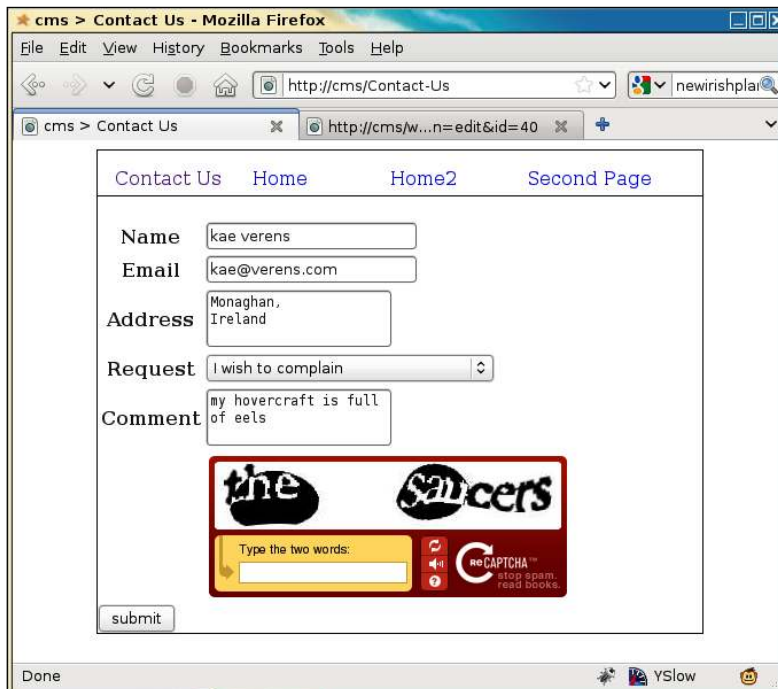 cms > Contact Us - Mozilla Firefox
File Edit View History Bookmarks Tools Help
http://cms/Contact-Us newirishplan
cms > Contact Us http://cms/w...n=edit&id=40
Contact Us Home Home2 Second Page
Name kae verens
Email kae@verens.com
Address Monaghan,
Ireland
Request I wish to complain
Comment my hovercraft is full
of eels
the saucers
Type the two words:
reCAPTCHA™
stop spam.
read books.
submit
Done YSlow